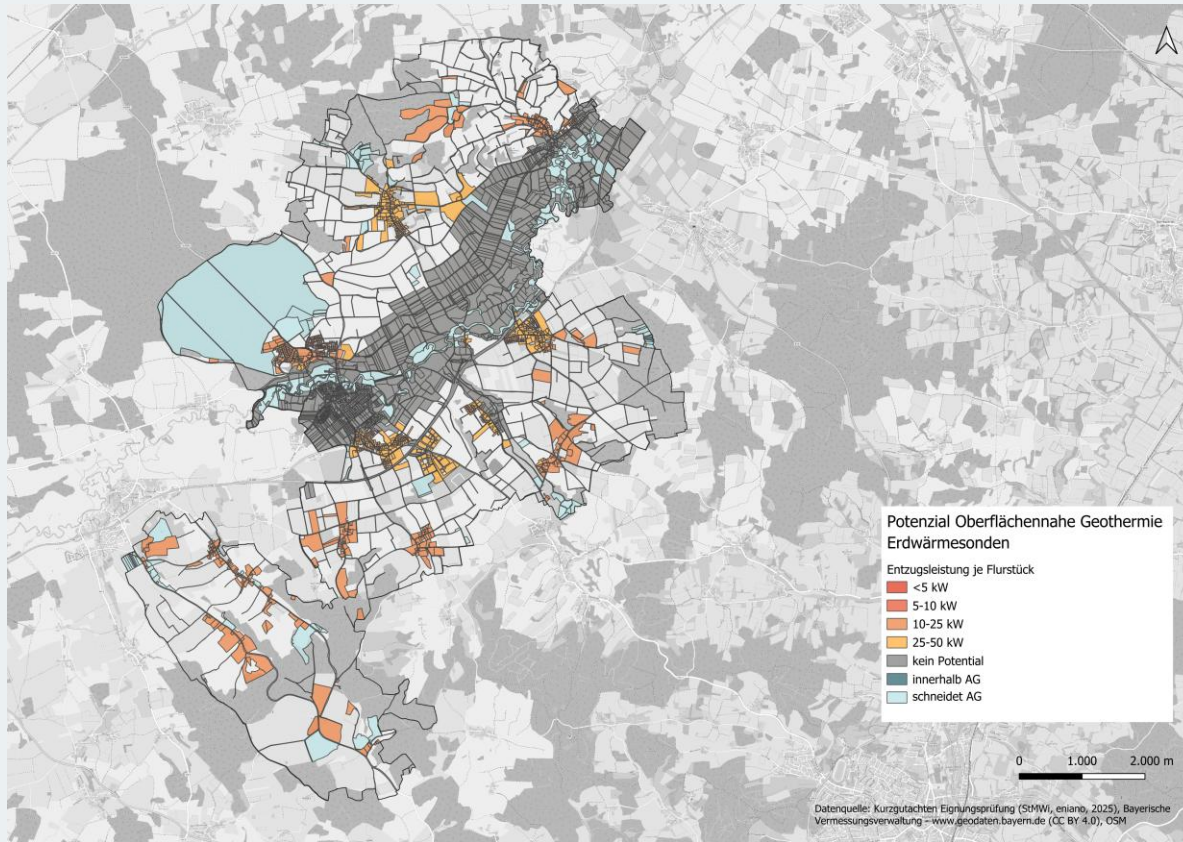 Potenzial Oberflächennahe Geothermie
Erdwärmesonden
Entzugsleistung je Flurstück
<5 kW
5-10 kW
10-25 kW
25-50 kW
kein Potential
innerhalb AG
schneidet AG
0 1.000 2.000 m
Datenquelle: Kurzgutachten Eignungsprüfung (StMWi, eniano, 2025), Bayerische
Vermessungsverwaltung - www.geodaten.bayern.de (CC BY 4.0), OSM